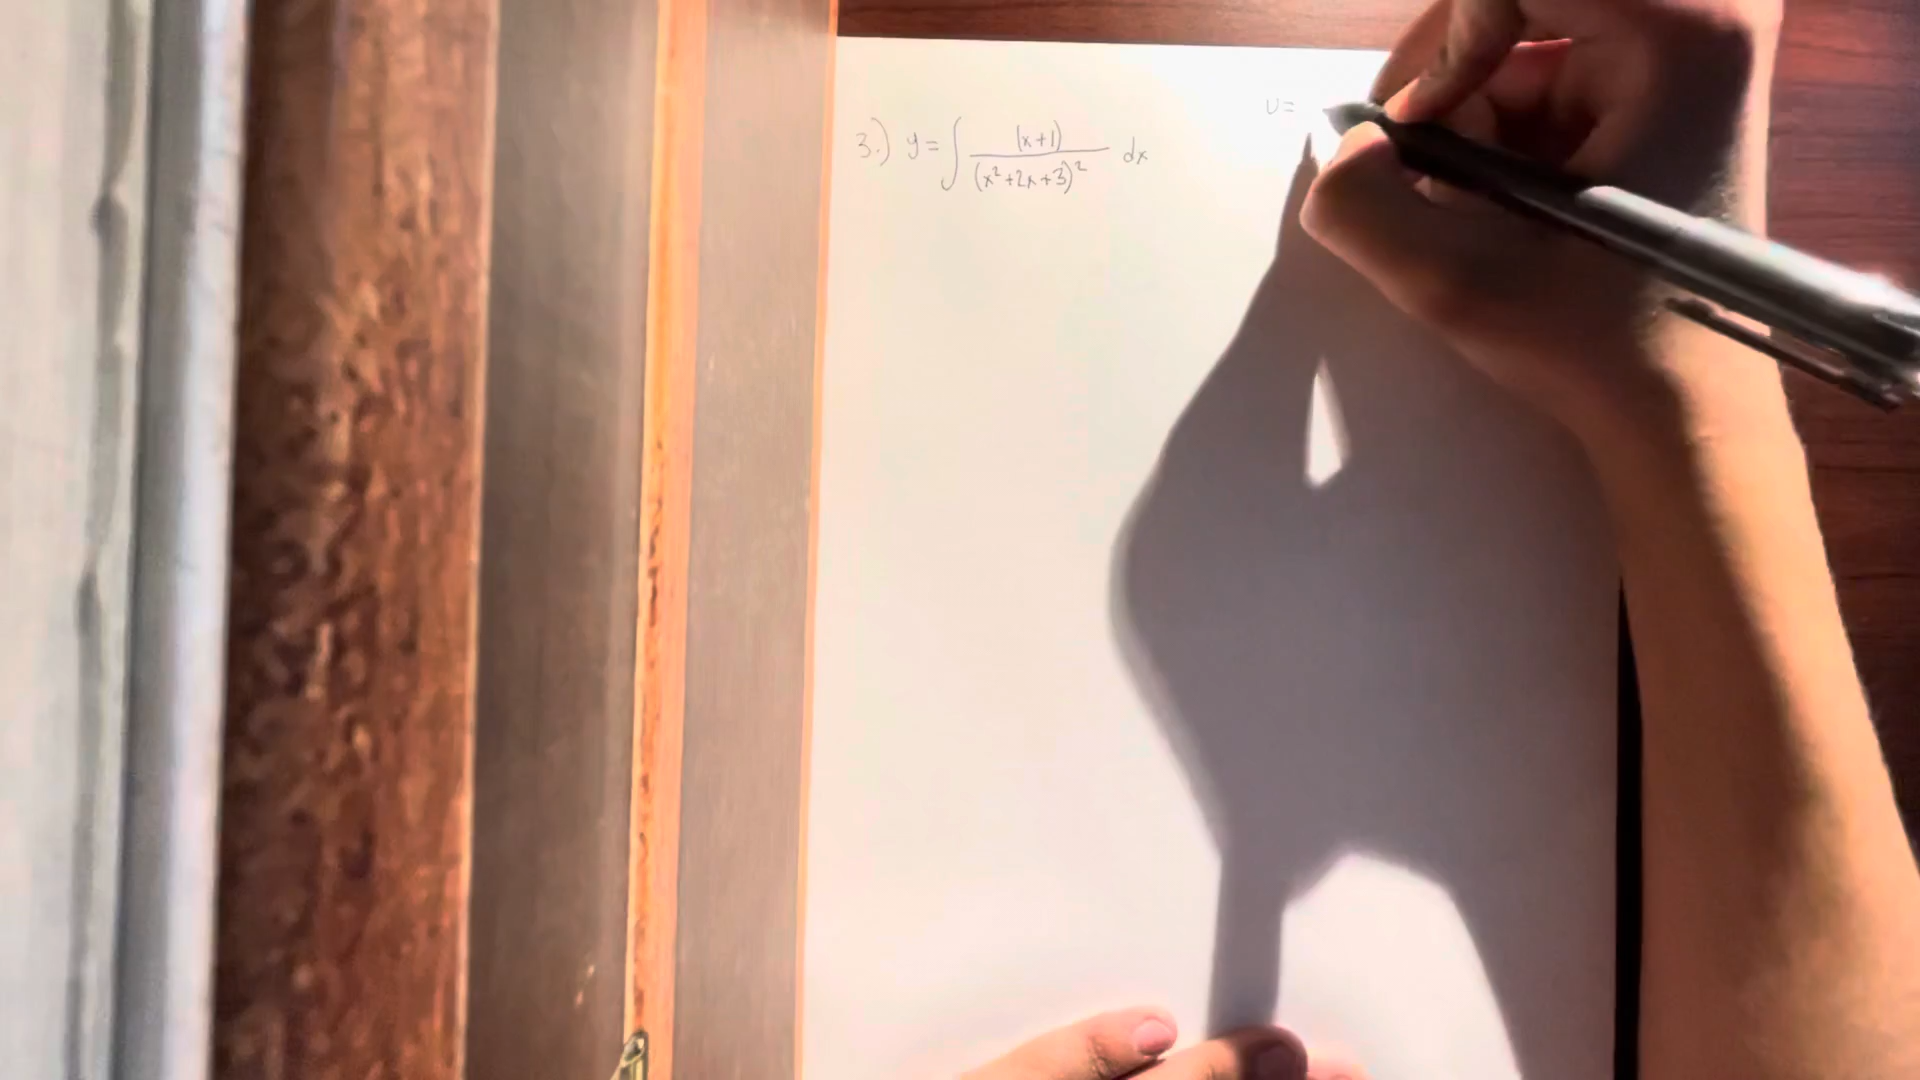 3.) y = ∫ (x+1) / (x²+2x+3)² dx
u =